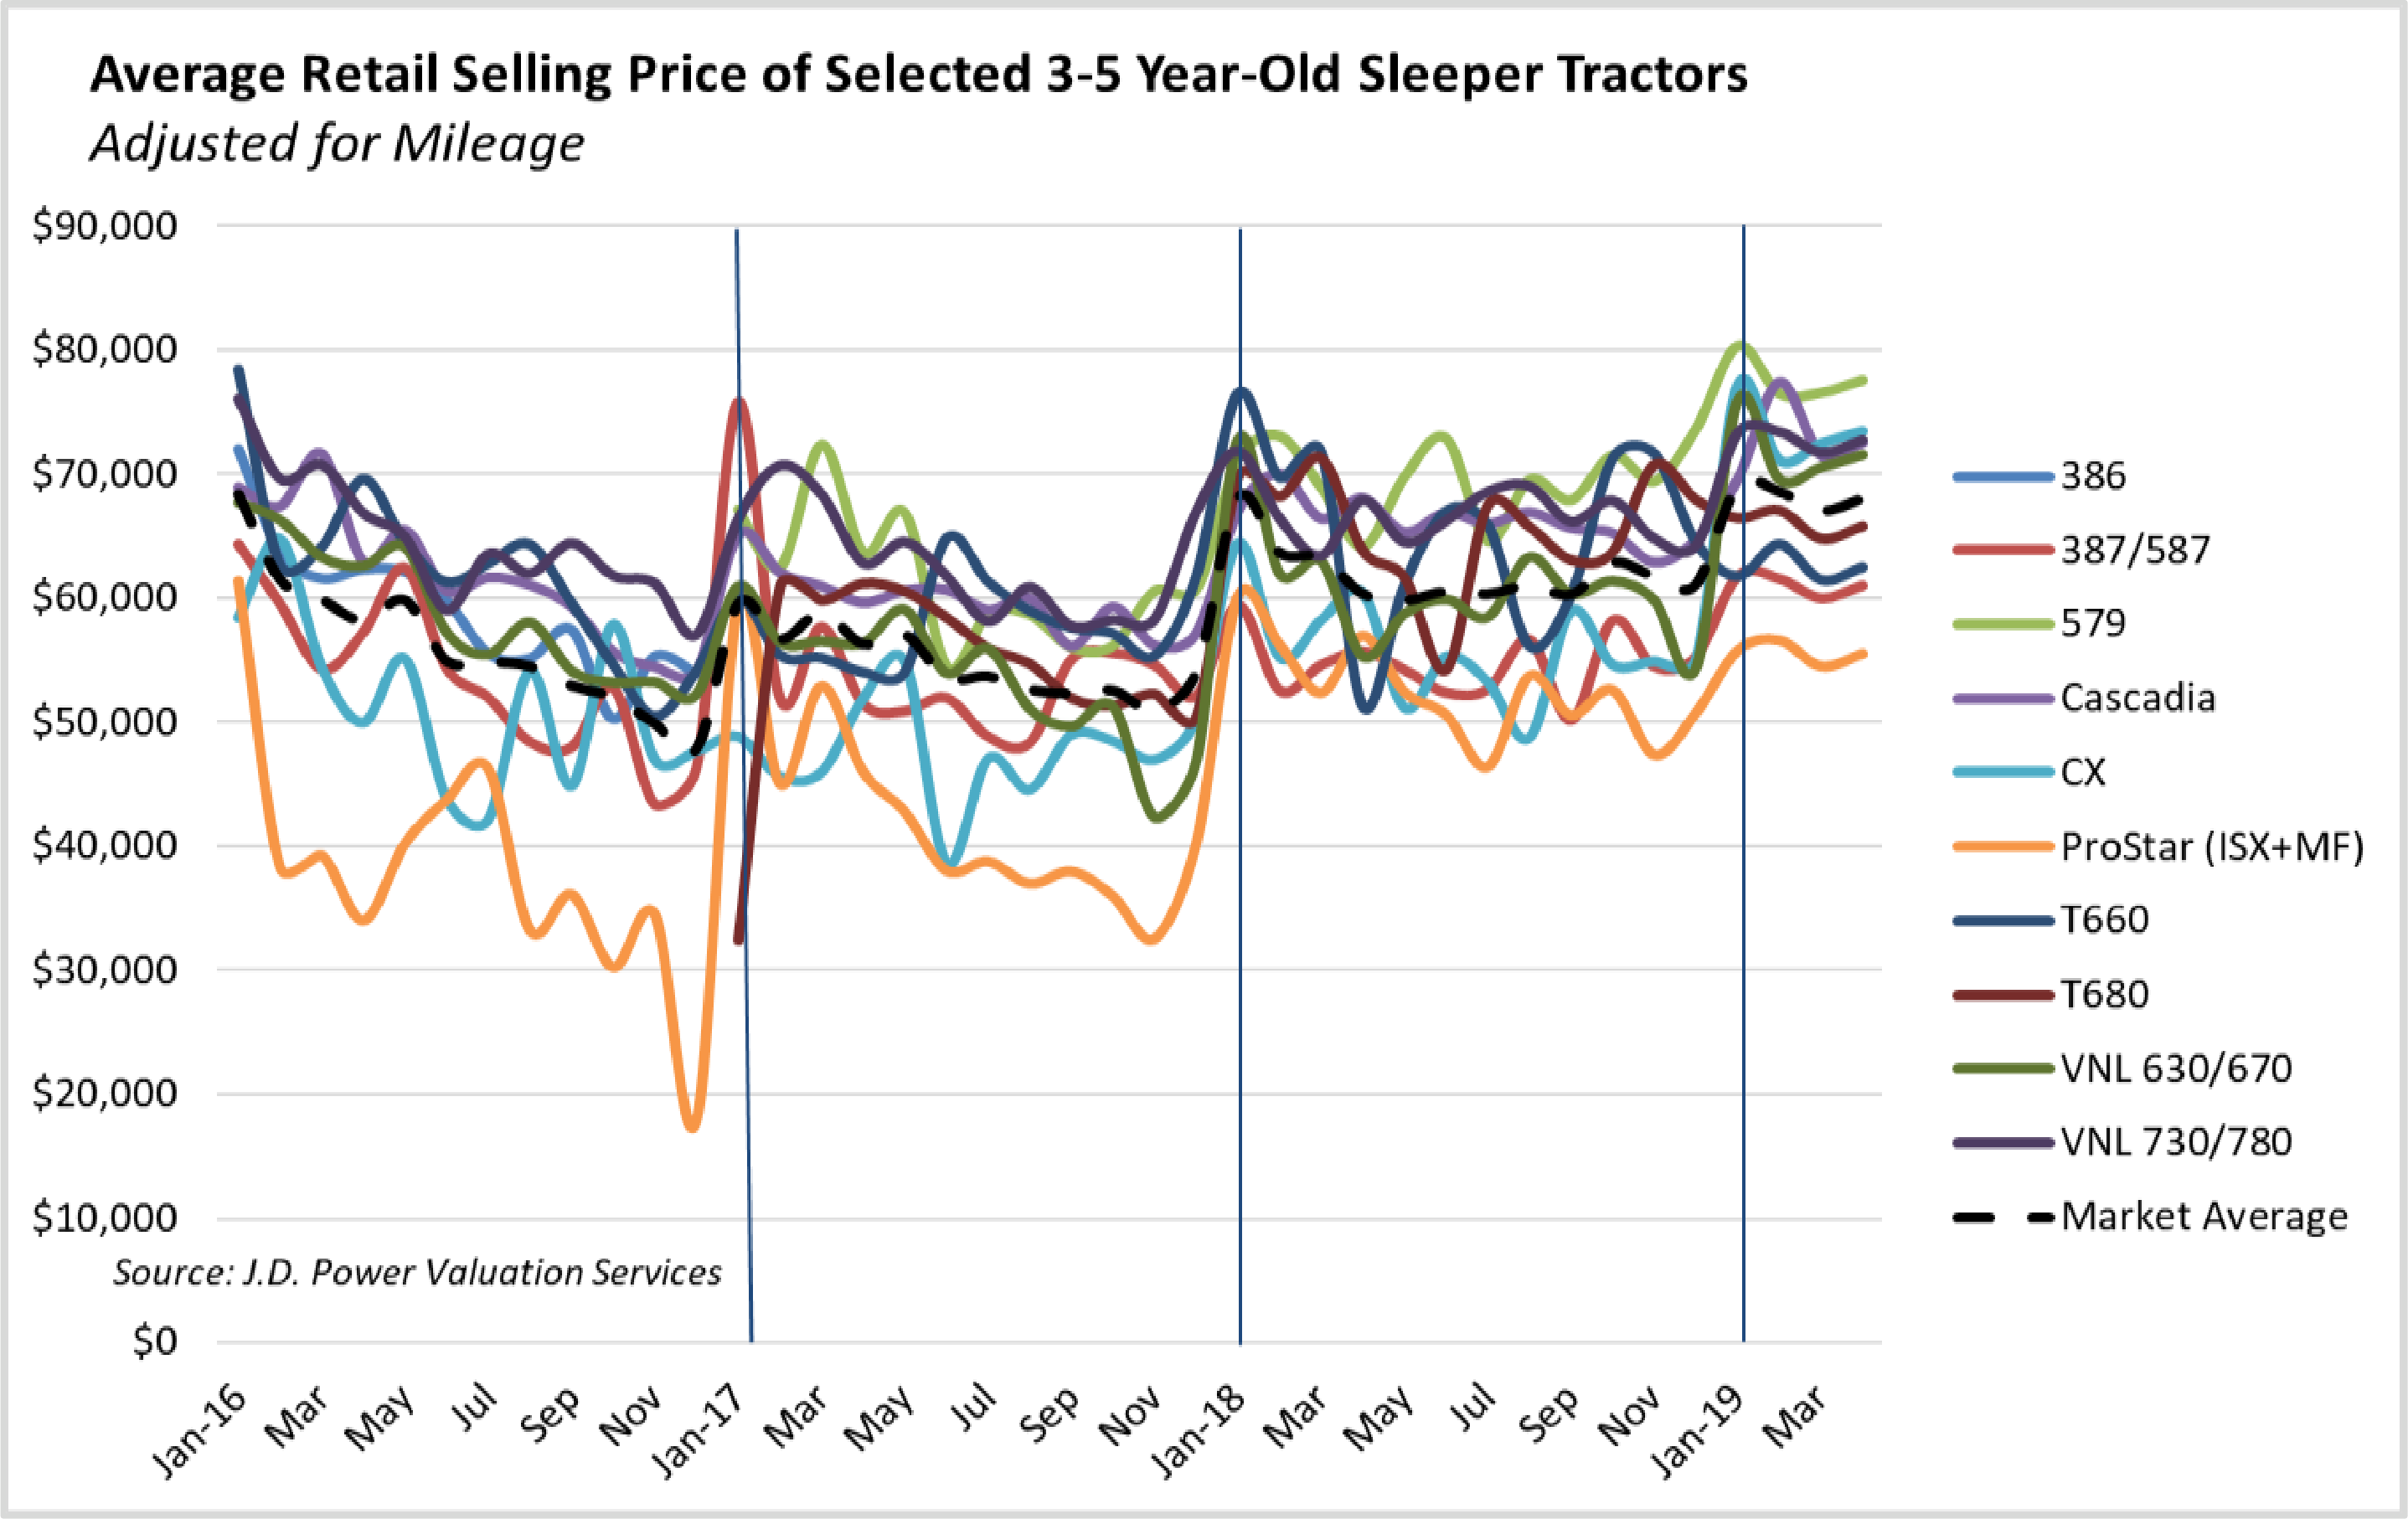 Average Retail Selling Price of Selected 3-5 Year-Old Sleeper Tractors
Adjusted for Mileage
$90,000
$80,000
$70,000
$60,000
$50,000
$40,000
$30,000
$20,000
$10,000
$0
Source: J.D. Power Valuation Services
Jan-16
Mar
May
Jul
Sep
Nov
Jan-17
Mar
May
Jul
Sep
Nov
Jan-18
Mar
May
Jul
Sep
Nov
Jan-19
Mar
386
387/587
579
Cascadia
CX
ProStar (ISX+MF)
T660
T680
VNL 630/670
VNL 730/780
Market Average